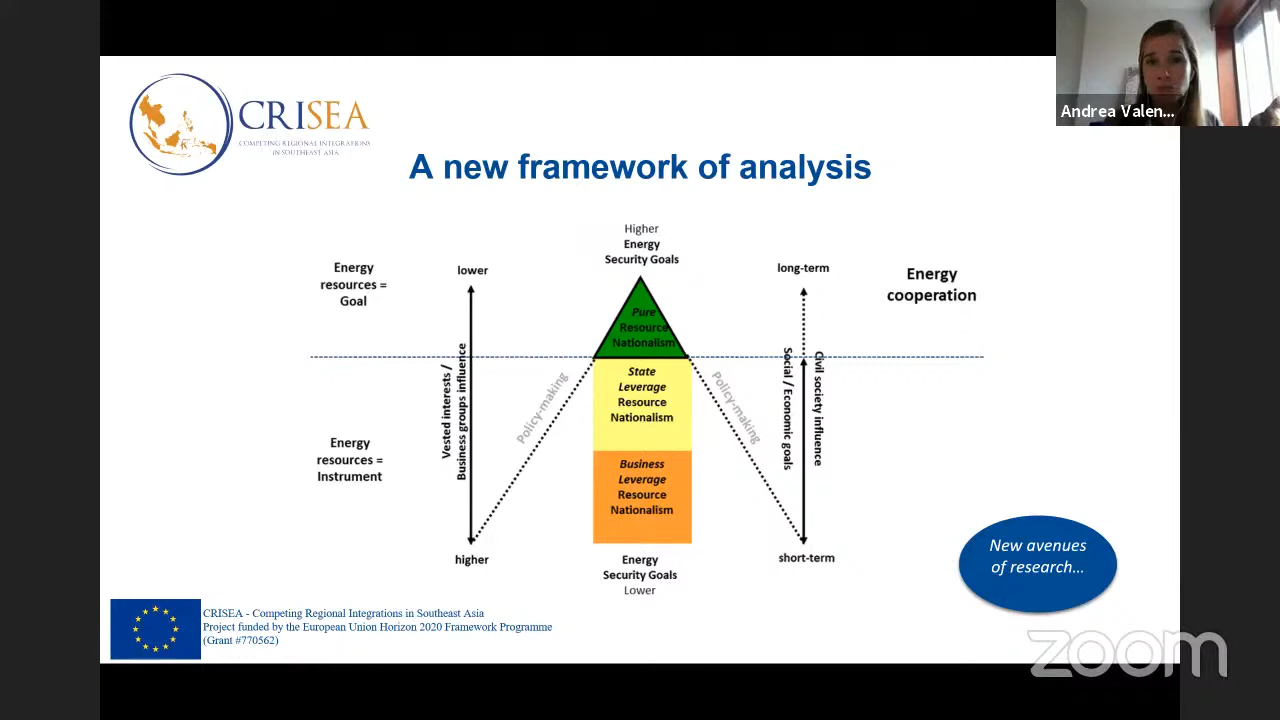 Andrea Valen...
CRISEA
COMPETING REGIONAL INTEGRATIONS
IN SOUTHEAST ASIA
A new framework of analysis
Higher
Energy
Security Goals
Energy
resources =
Goal
lower
long-term
Energy
cooperation
Pure
Resource
Nationalism
State
Leverage
Resource
Nationalism
Business
Leverage
Resource
Nationalism
Vested interests /
Business groups influence
Policy-making
Policy-making
Social / Economic goals
Civil society influence
Energy
resources =
Instrument
higher
Energy
Security Goals
Lower
short-term
New avenues
of research...
CRISEA - Competing Regional Integrations in Southeast Asia
Project funded by the European Union Horizon 2020 Framework Programme
(Grant #770562)
zoom